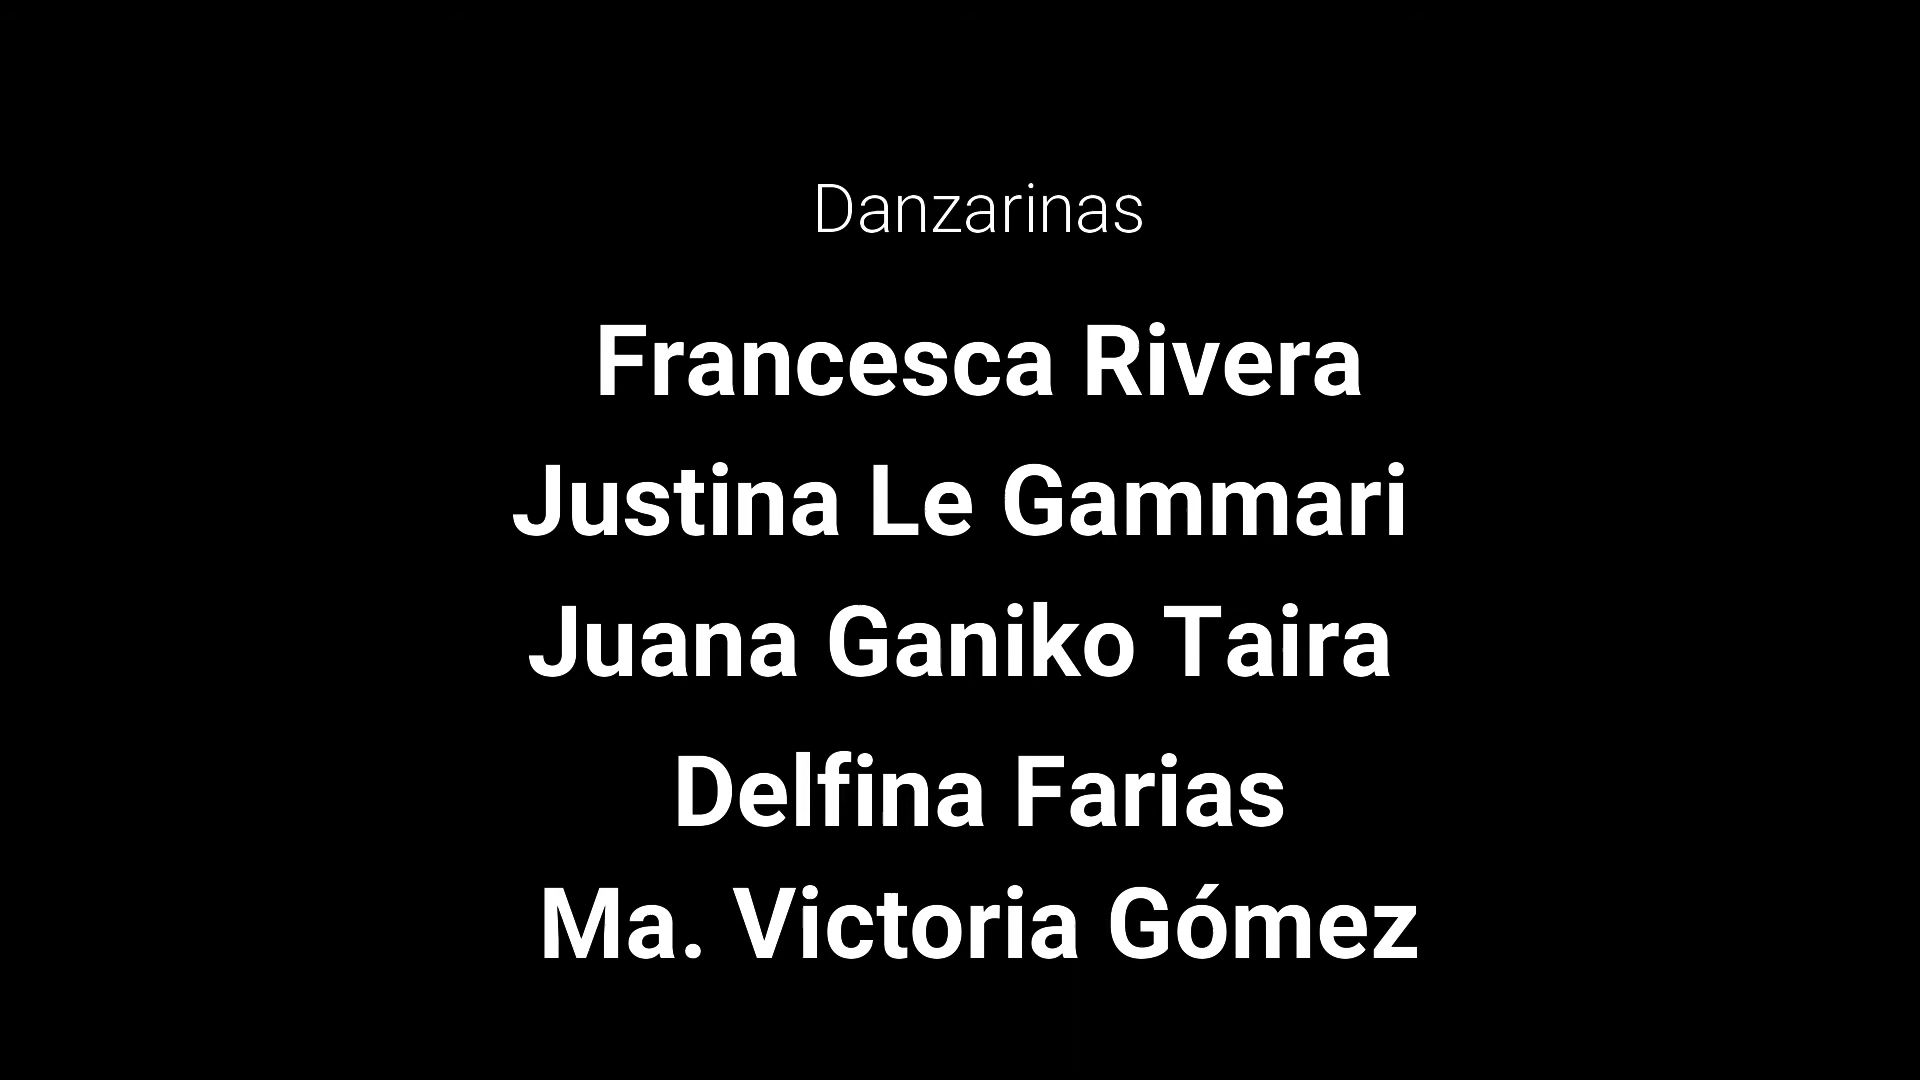 Danzarinas
Francesca Rivera
Justina Le Gammari
Juana Ganiko Taira
Delfina Farias
Ma. Victoria Gómez